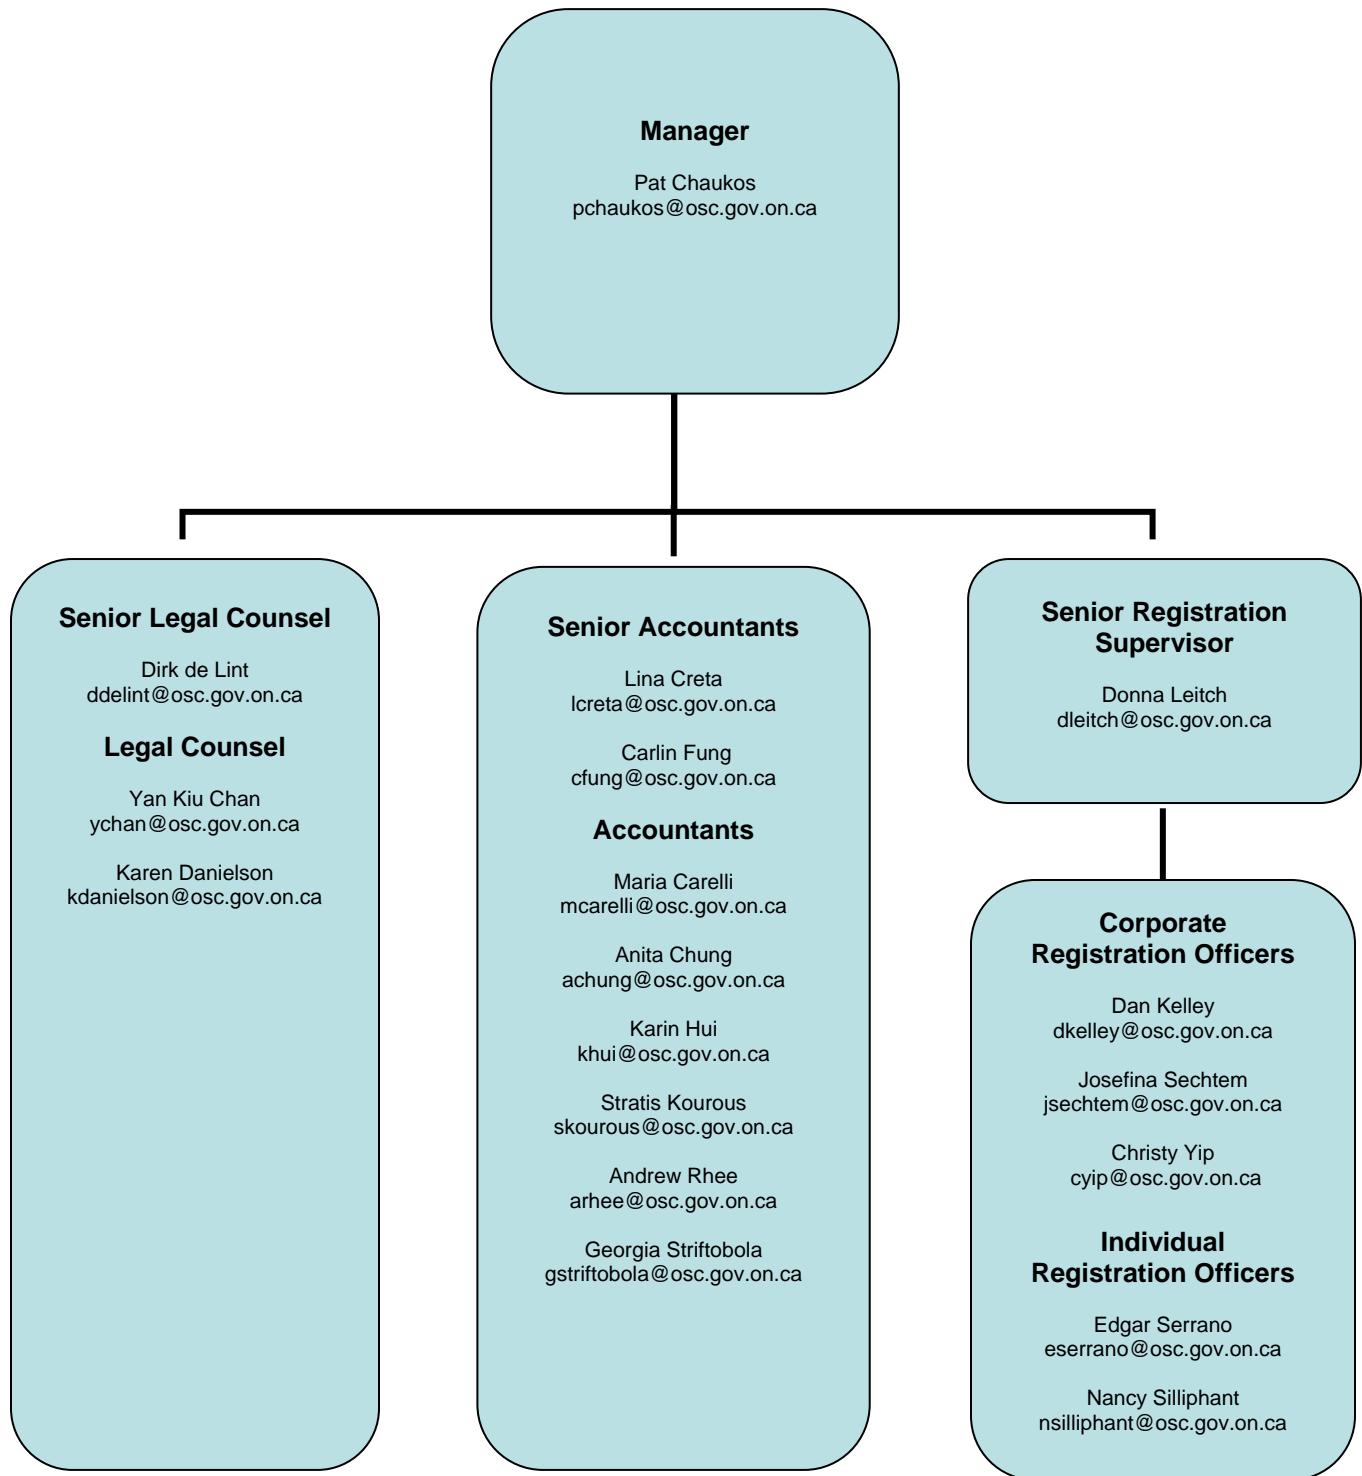 Manager
Pat Chaukos
pchaukos@osc.gov.on.ca
Senior Legal Counsel
Dirk de Lint
ddelint@osc.gov.on.ca
Legal Counsel
Yan Kiu Chan
ychan@osc.gov.on.ca
Karen Danielson
kdanielson@osc.gov.on.ca
Senior Accountants
Lina Creta
lcreta@osc.gov.on.ca
Carlin Fung
cfung@osc.gov.on.ca
Accountants
Maria Carelli
mcarelli@osc.gov.on.ca
Anita Chung
achung@osc.gov.on.ca
Karin Hui
khui@osc.gov.on.ca
Stratis Kourous
skourous@osc.gov.on.ca
Andrew Rhee
arhee@osc.gov.on.ca
Georgia Striftobola
gstriftobola@osc.gov.on.ca
Senior Registration
Supervisor
Donna Leitch
dleitch@osc.gov.on.ca
Corporate
Registration Officers
Dan Kelley
dkelley@osc.gov.on.ca
Josefina Sechtem
jsechtem@osc.gov.on.ca
Christy Yip
cyip@osc.gov.on.ca
Individual
Registration Officers
Edgar Serrano
eserrano@osc.gov.on.ca
Nancy Silliphant
nsilliphant@osc.gov.on.ca